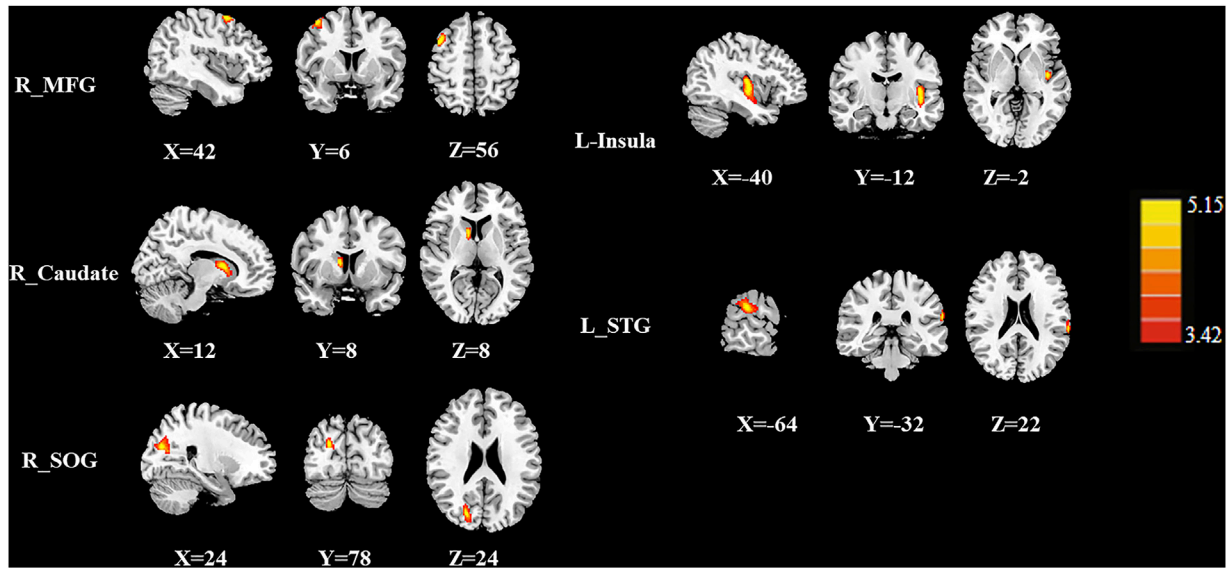 R_MFG
X=42 Y=6 Z=56
R_Caudate
X=12 Y=8 Z=8
R_SOG
X=24 Y=78 Z=24
L-Insula
X=-40 Y=-12 Z=-2
L_STG
X=-64 Y=-32 Z=22
5.15
3.42